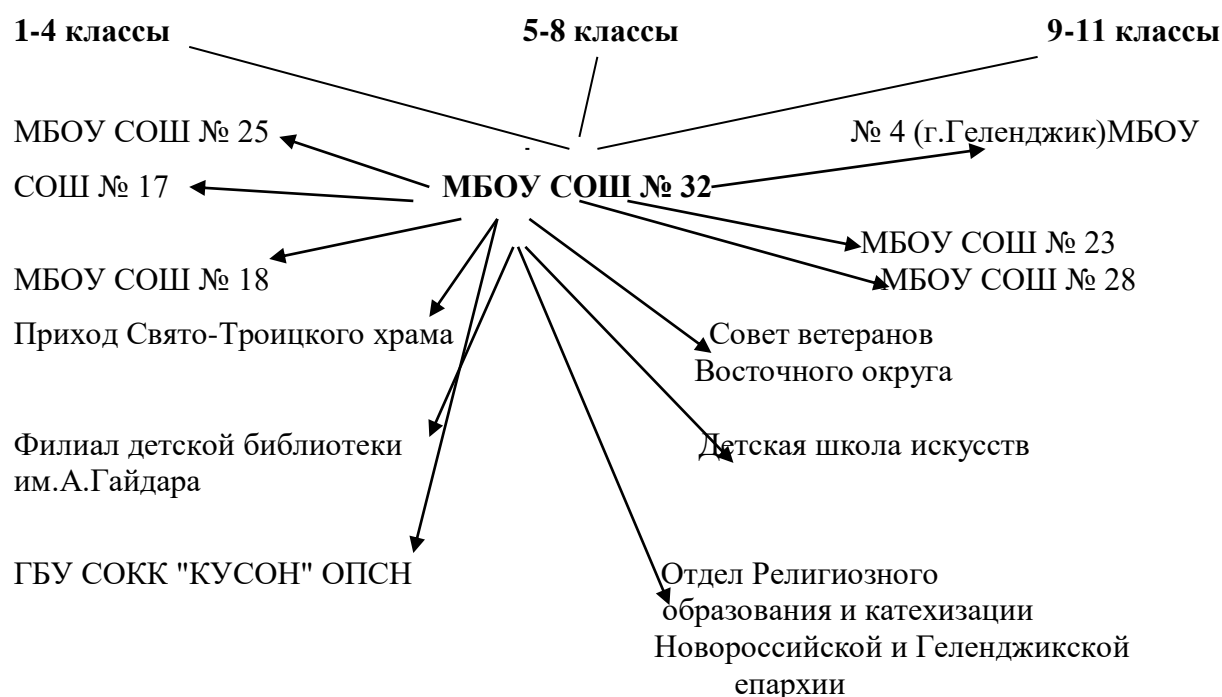 1-4 классы 5-8 классы 9-11 классы
МБОУ СОШ № 25 № 4 (г.Геленджик)МБОУ
СОШ № 17 МБОУ СОШ № 32
МБОУ СОШ № 23
МБОУ СОШ № 18 МБОУ СОШ № 28
Приход Свято-Троицкого храма Совет ветеранов
Восточного округа
Филиал детской библиотеки Детская школа искусств
им.А.Гайдара
ГБУ СОКК "КУСОН" ОПСН Отдел Религиозного
образования и катехизации
Новороссийской и Геленджикской
епархии